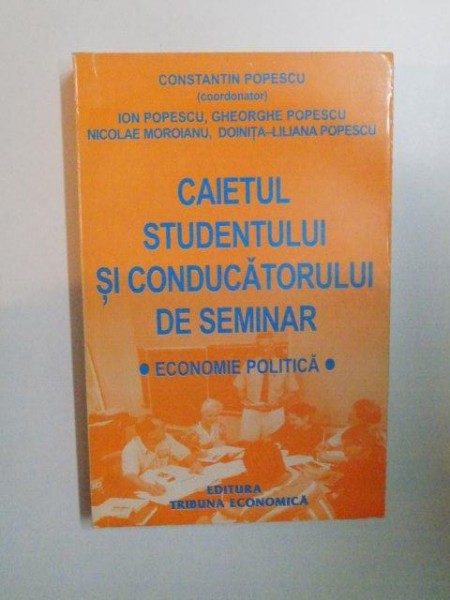 CONSTANTIN POPESCU
(coordonator)
ION POPESCU, GHEORGHE POPESCU
NICOLAE MOROIANU, DOINIȚA-LILIANA POPESCU
CAIETUL
STUDENTULUI
ȘI CONDUCĂTORULUI
DE SEMINAR
• ECONOMIE POLITICĂ •
EDITURA
TRIBUNA ECONOMICĂ